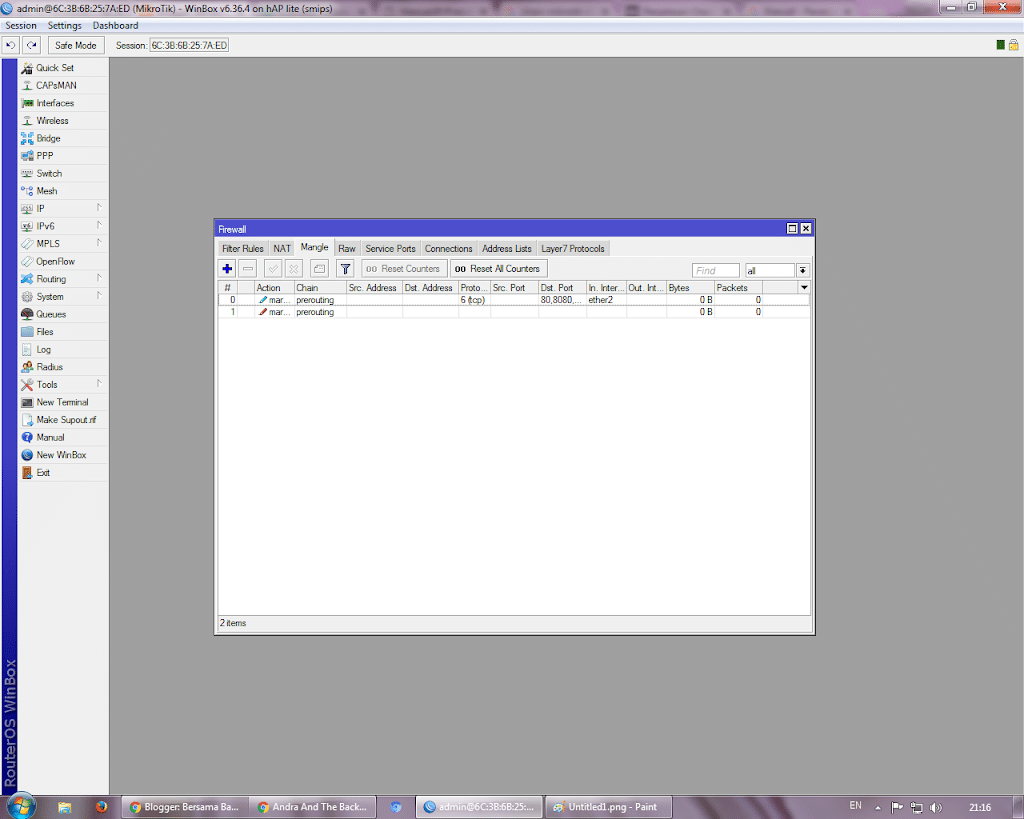 admin@6C:3B:6B:25:7A:ED (MikroTik) - WinBox v6.36.4 on hAP lite (smips)
Session Settings Dashboard
Safe Mode Session: 6C:3B:6B:25:7A:ED
Quick Set
CAPsMAN
Interfaces
Wireless
Bridge
PPP
Switch
Mesh
IP
IPv6
MPLS
OpenFlow
Routing
System
Queues
Files
Log
Radius
Tools
New Terminal
Make Supout.rif
Manual
New WinBox
Exit
RouterOS WinBox
Firewall
Filter Rules NAT Mangle Raw Service Ports Connections Address Lists Layer7 Protocols
00 Reset Counters 00 Reset All Counters Find all
# Action Chain Src. Address Dst. Address Proto... Src. Port Dst. Port In. Inter... Out. Int... Bytes Packets
0 mar... prerouting 6 (tcp) 80,8080,... ether2 0 B 0
1 mar... prerouting 0 B 0
2 items
Blogger: Bersama Ba... Andra And The Back... admin@6C:3B:6B:25:... Untitled1.png - Paint EN 21:16